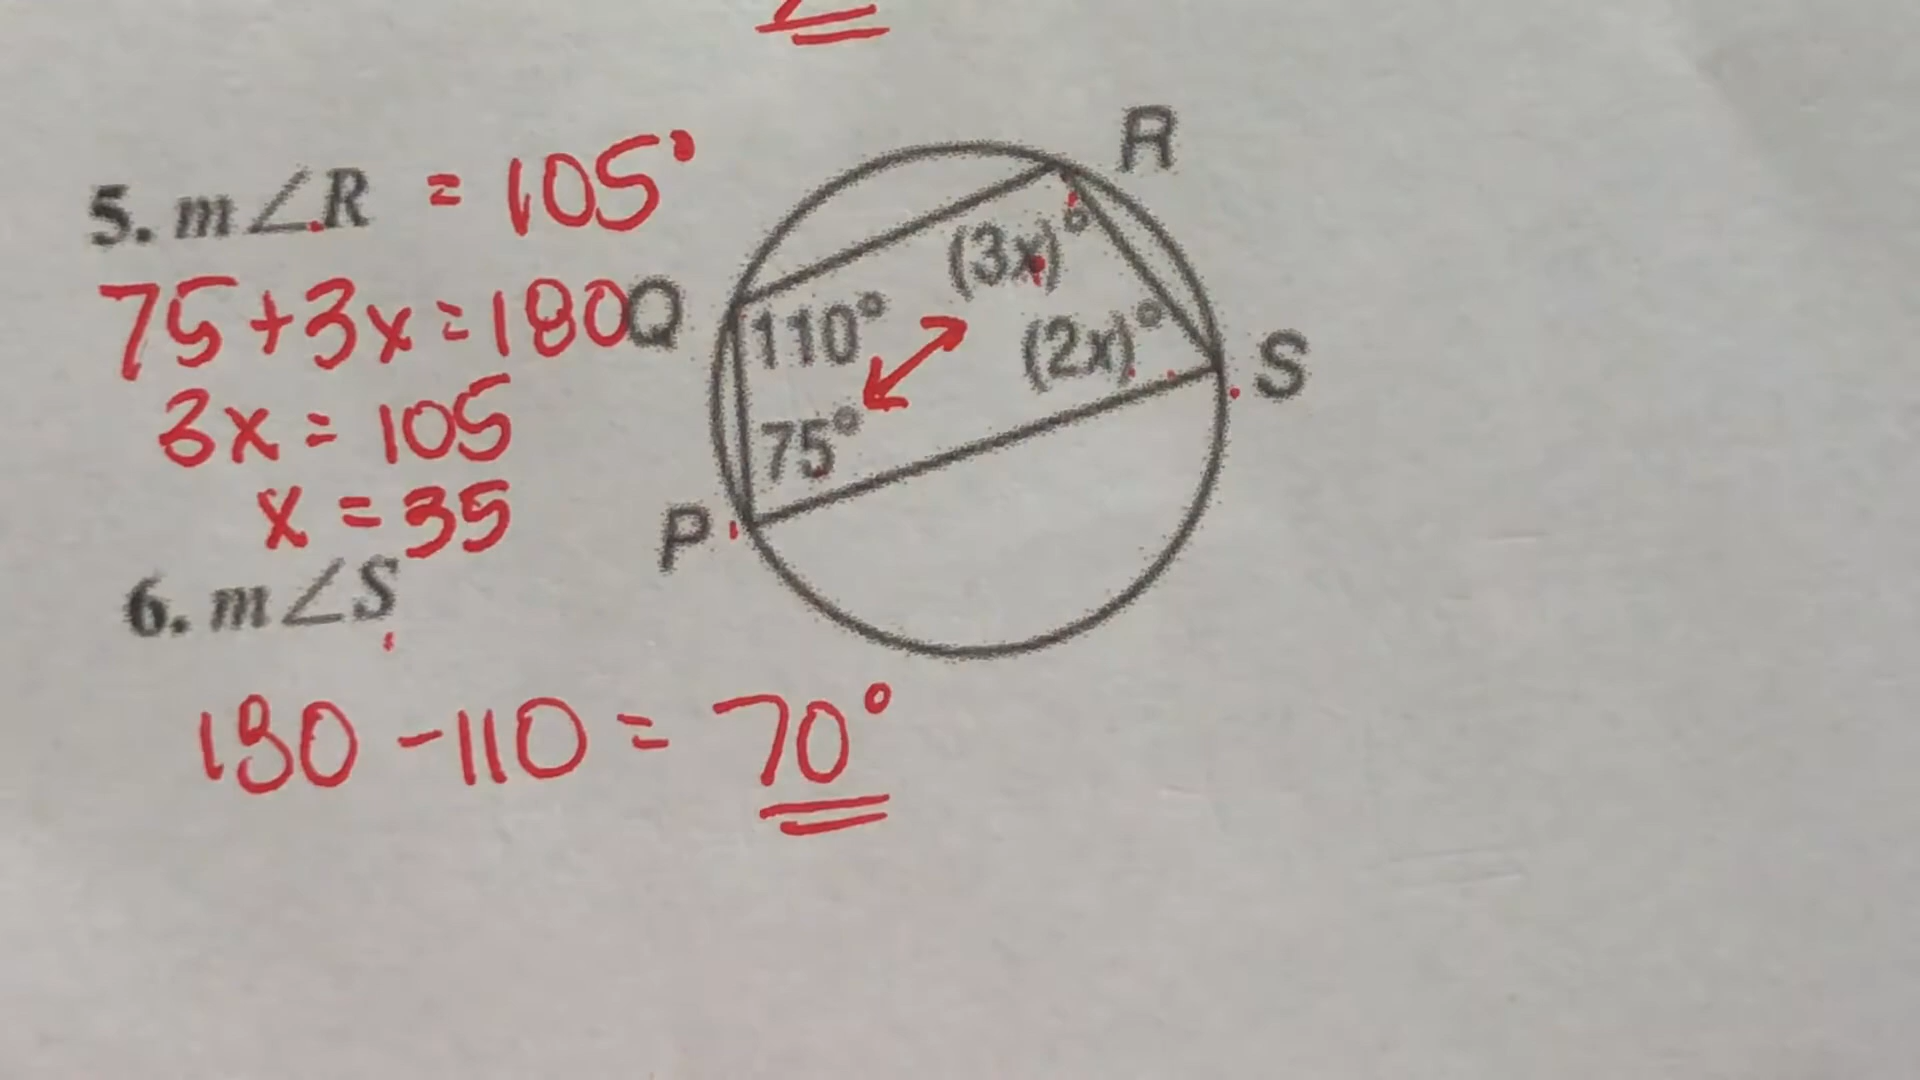 5. m∠R = 105°
75+3x=180
3x = 105
x = 35
6. m∠S
180 - 110 = 70°
R
(3x)°
Q
110°
(2x)°
S
75°
P